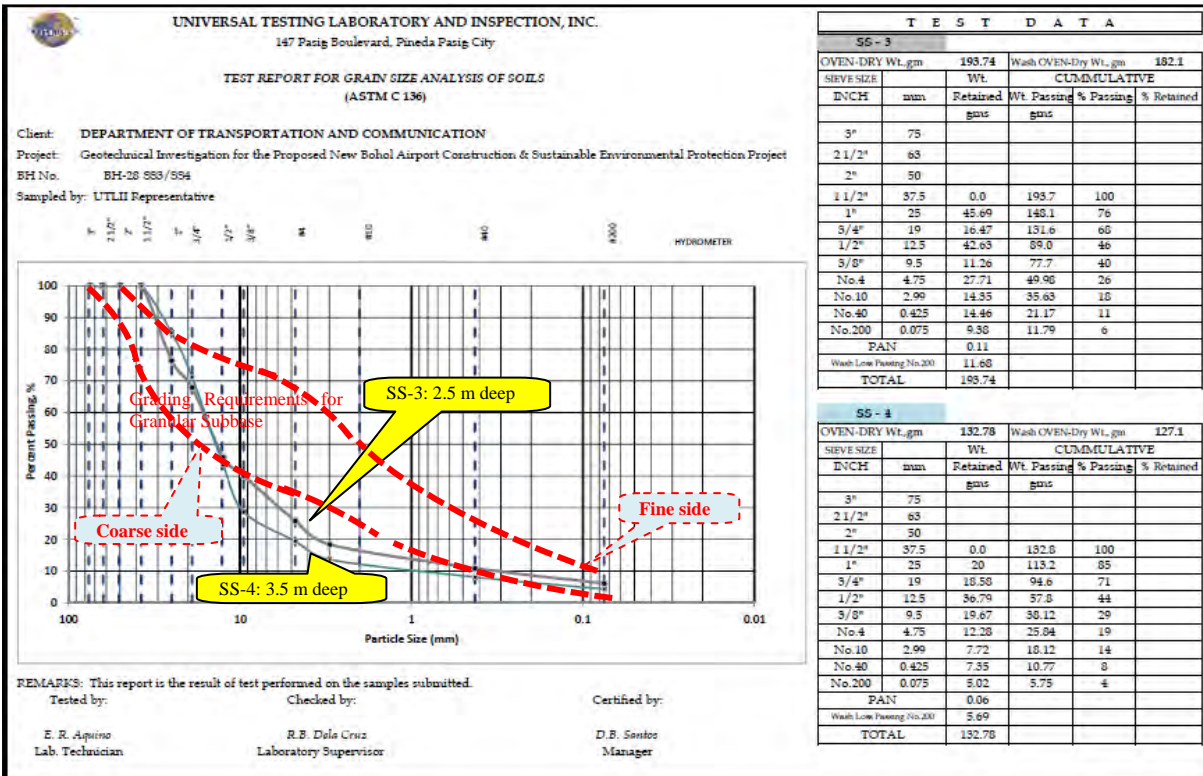 UNIVERSAL TESTING LABORATORY AND INSPECTION, INC.
147 Pasig Boulevard, Pineda Pasig City
TEST REPORT FOR GRAIN SIZE ANALYSIS OF SOILS
(ASTM C 136)
Client: DEPARTMENT OF TRANSPORTATION AND COMMUNICATION
Project: Geotechnical Investigation for the Proposed New Bohol Airport Construction & Sustainable Environmental Protection Project
BH No. BH-28 SS3/SS4
Sampled by: UTLII Representative
3" 2 1/2" 2" 1 1/2" 1" 3/4" 1/2" 3/8" #4 #10 #40 #200 HYDROMETER
100
90
80
70
60
50
40
30
20
10
0
Percent Passing, %
100 10 1 0.1 0.01
Particle Size (mm)
Grading Requirements for
Granular Subbase
SS-3: 2.5 m deep
Coarse side
Fine side
SS-4: 3.5 m deep
REMARKS: This report is the result of test performed on the samples submitted.
Tested by: Checked by: Certified by:
E. R. Aquino R.B. Dela Cruz D.B. Santos
Lab. Technician Laboratory Supervisor Manager
T E S T D A T A
SS - 3
OVEN-DRY Wt.,gm 193.74 Wash OVEN-Dry Wt., gm 182.1
SIEVE SIZE Wt. CUMMULATIVE
INCH mm Retained Wt. Passing % Passing % Retained
gms gms
3" 75
2 1/2" 63
2" 50
1 1/2" 37.5 0.0 193.7 100
1" 25 45.69 148.1 76
3/4" 19 16.47 131.6 68
1/2" 12.5 42.63 89.0 46
3/8" 9.5 11.26 77.7 40
No.4 4.75 27.71 49.98 26
No.10 2.99 14.35 35.63 18
No.40 0.425 14.46 21.17 11
No.200 0.075 9.38 11.79 6
PAN 0.11
Wash Loss Passing No.200 11.68
TOTAL 193.74
SS - 4
OVEN-DRY Wt.,gm 132.78 Wash OVEN-Dry Wt., gm 127.1
SIEVE SIZE Wt. CUMMULATIVE
INCH mm Retained Wt. Passing % Passing % Retained
gms gms
3" 75
2 1/2" 63
2" 50
1 1/2" 37.5 0.0 132.8 100
1" 25 20 113.2 85
3/4" 19 18.58 94.6 71
1/2" 12.5 36.79 57.8 44
3/8" 9.5 19.67 38.12 29
No.4 4.75 12.28 25.84 19
No.10 2.99 7.72 18.12 14
No.40 0.425 7.35 10.77 8
No.200 0.075 5.02 5.75 4
PAN 0.06
Wash Loss Passing No.200 5.69
TOTAL 132.78